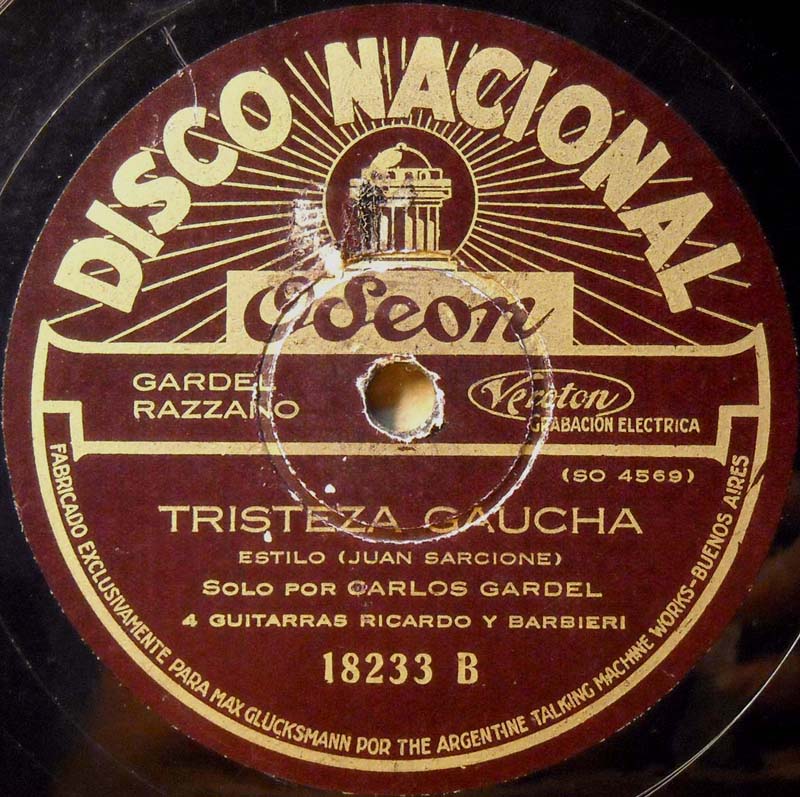 DISCO NACIONAL
Odeon
GARDEL
RAZZANO
Veroton
GRABACIÓN ELECTRICA
(SO 4569)
TRISTEZA GAUCHA
ESTILO (JUAN SARCIONE)
SOLO POR CARLOS GARDEL
4 GUITARRAS RICARDO Y BARBIERI
18233 B
FABRICADO EXCLUSIVAMENTE PARA MAX GLUCKSMANN POR THE ARGENTINE TALKING MACHINE WORKS-BUENOS AIRES